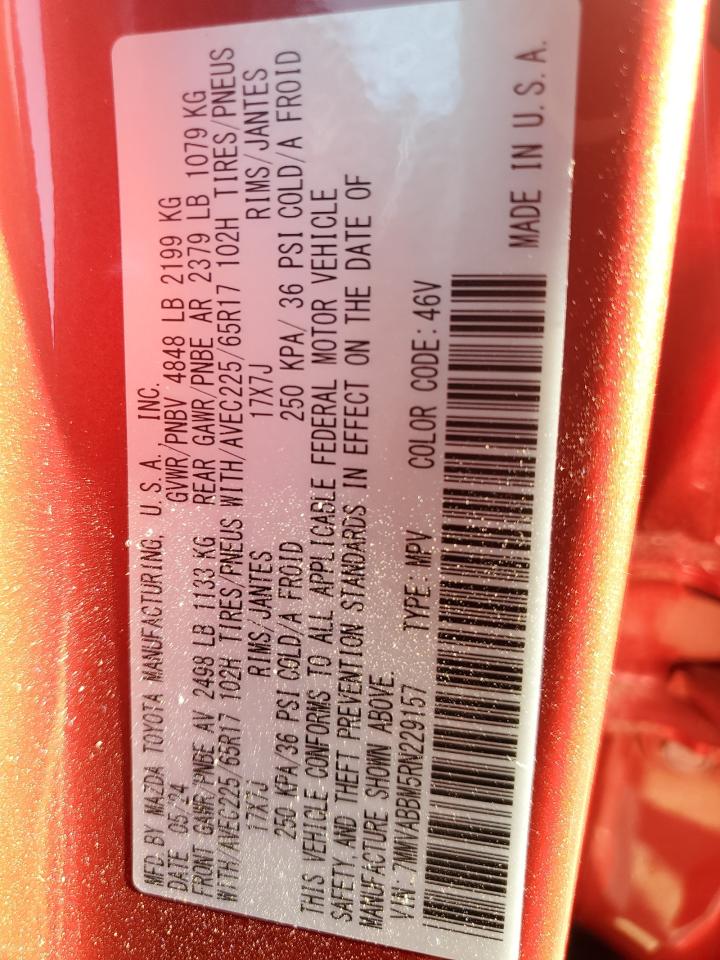 MFD. BY MAZDA TOYOTA MANUFACTURING, U.S.A. INC.
DATE 05/24 GVWR/PNBV 4848 LB 2199 KG
FRONT GAWR/PNBE AV 2498 LB 1133 KG REAR GAWR/PNBE AR 2379 LB 1079 KG
WITH/AVEC225/65R17 102H TIRES/PNEUS WITH/AVEC225/65R17 102H TIRES/PNEUS
17X7J RIMS/JANTES 17X7J RIMS/JANTES
250 KPA/36 PSI COLD/A FROID 250 KPA/ 36 PSI COLD/A FROID
THIS VEHICLE CONFORMS TO ALL APPLICABLE FEDERAL MOTOR VEHICLE
SAFETY,AND THEFT PREVENTION STANDARDS IN EFFECT ON THE DATE OF
MANUFACTURE SHOWN ABOVE.
VIN:7MMVABBM5RN229157 TYPE:MPV COLOR CODE:46V
MADE IN U.S.A.